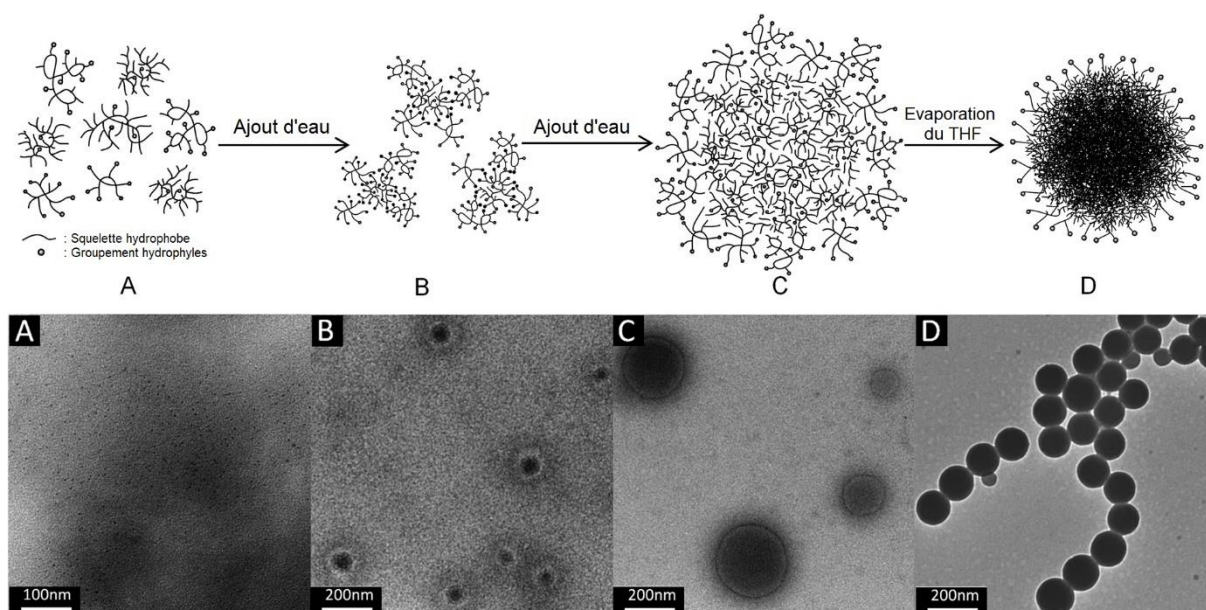 Ajout d'eau
Ajout d'eau
Evaporation
du THF
: Squelette hydrophobe
: Groupement hydrophyles
A
B
C
D
A
B
C
D
100nm
200nm
200nm
200nm